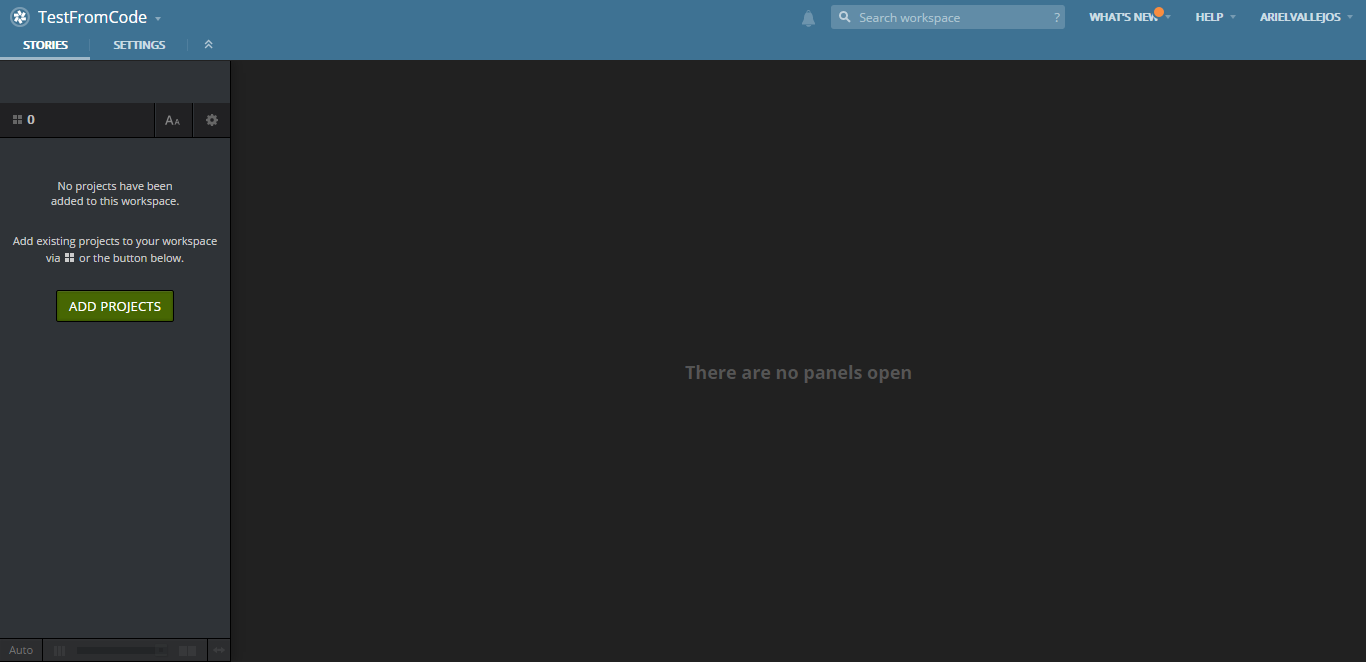 TestFromCode
Search workspace ?
WHAT'S NEW
HELP
ARIELVALLEJOS
STORIES
SETTINGS
0
AA
No projects have been
added to this workspace.
Add existing projects to your workspace
via or the button below.
ADD PROJECTS
There are no panels open
Auto